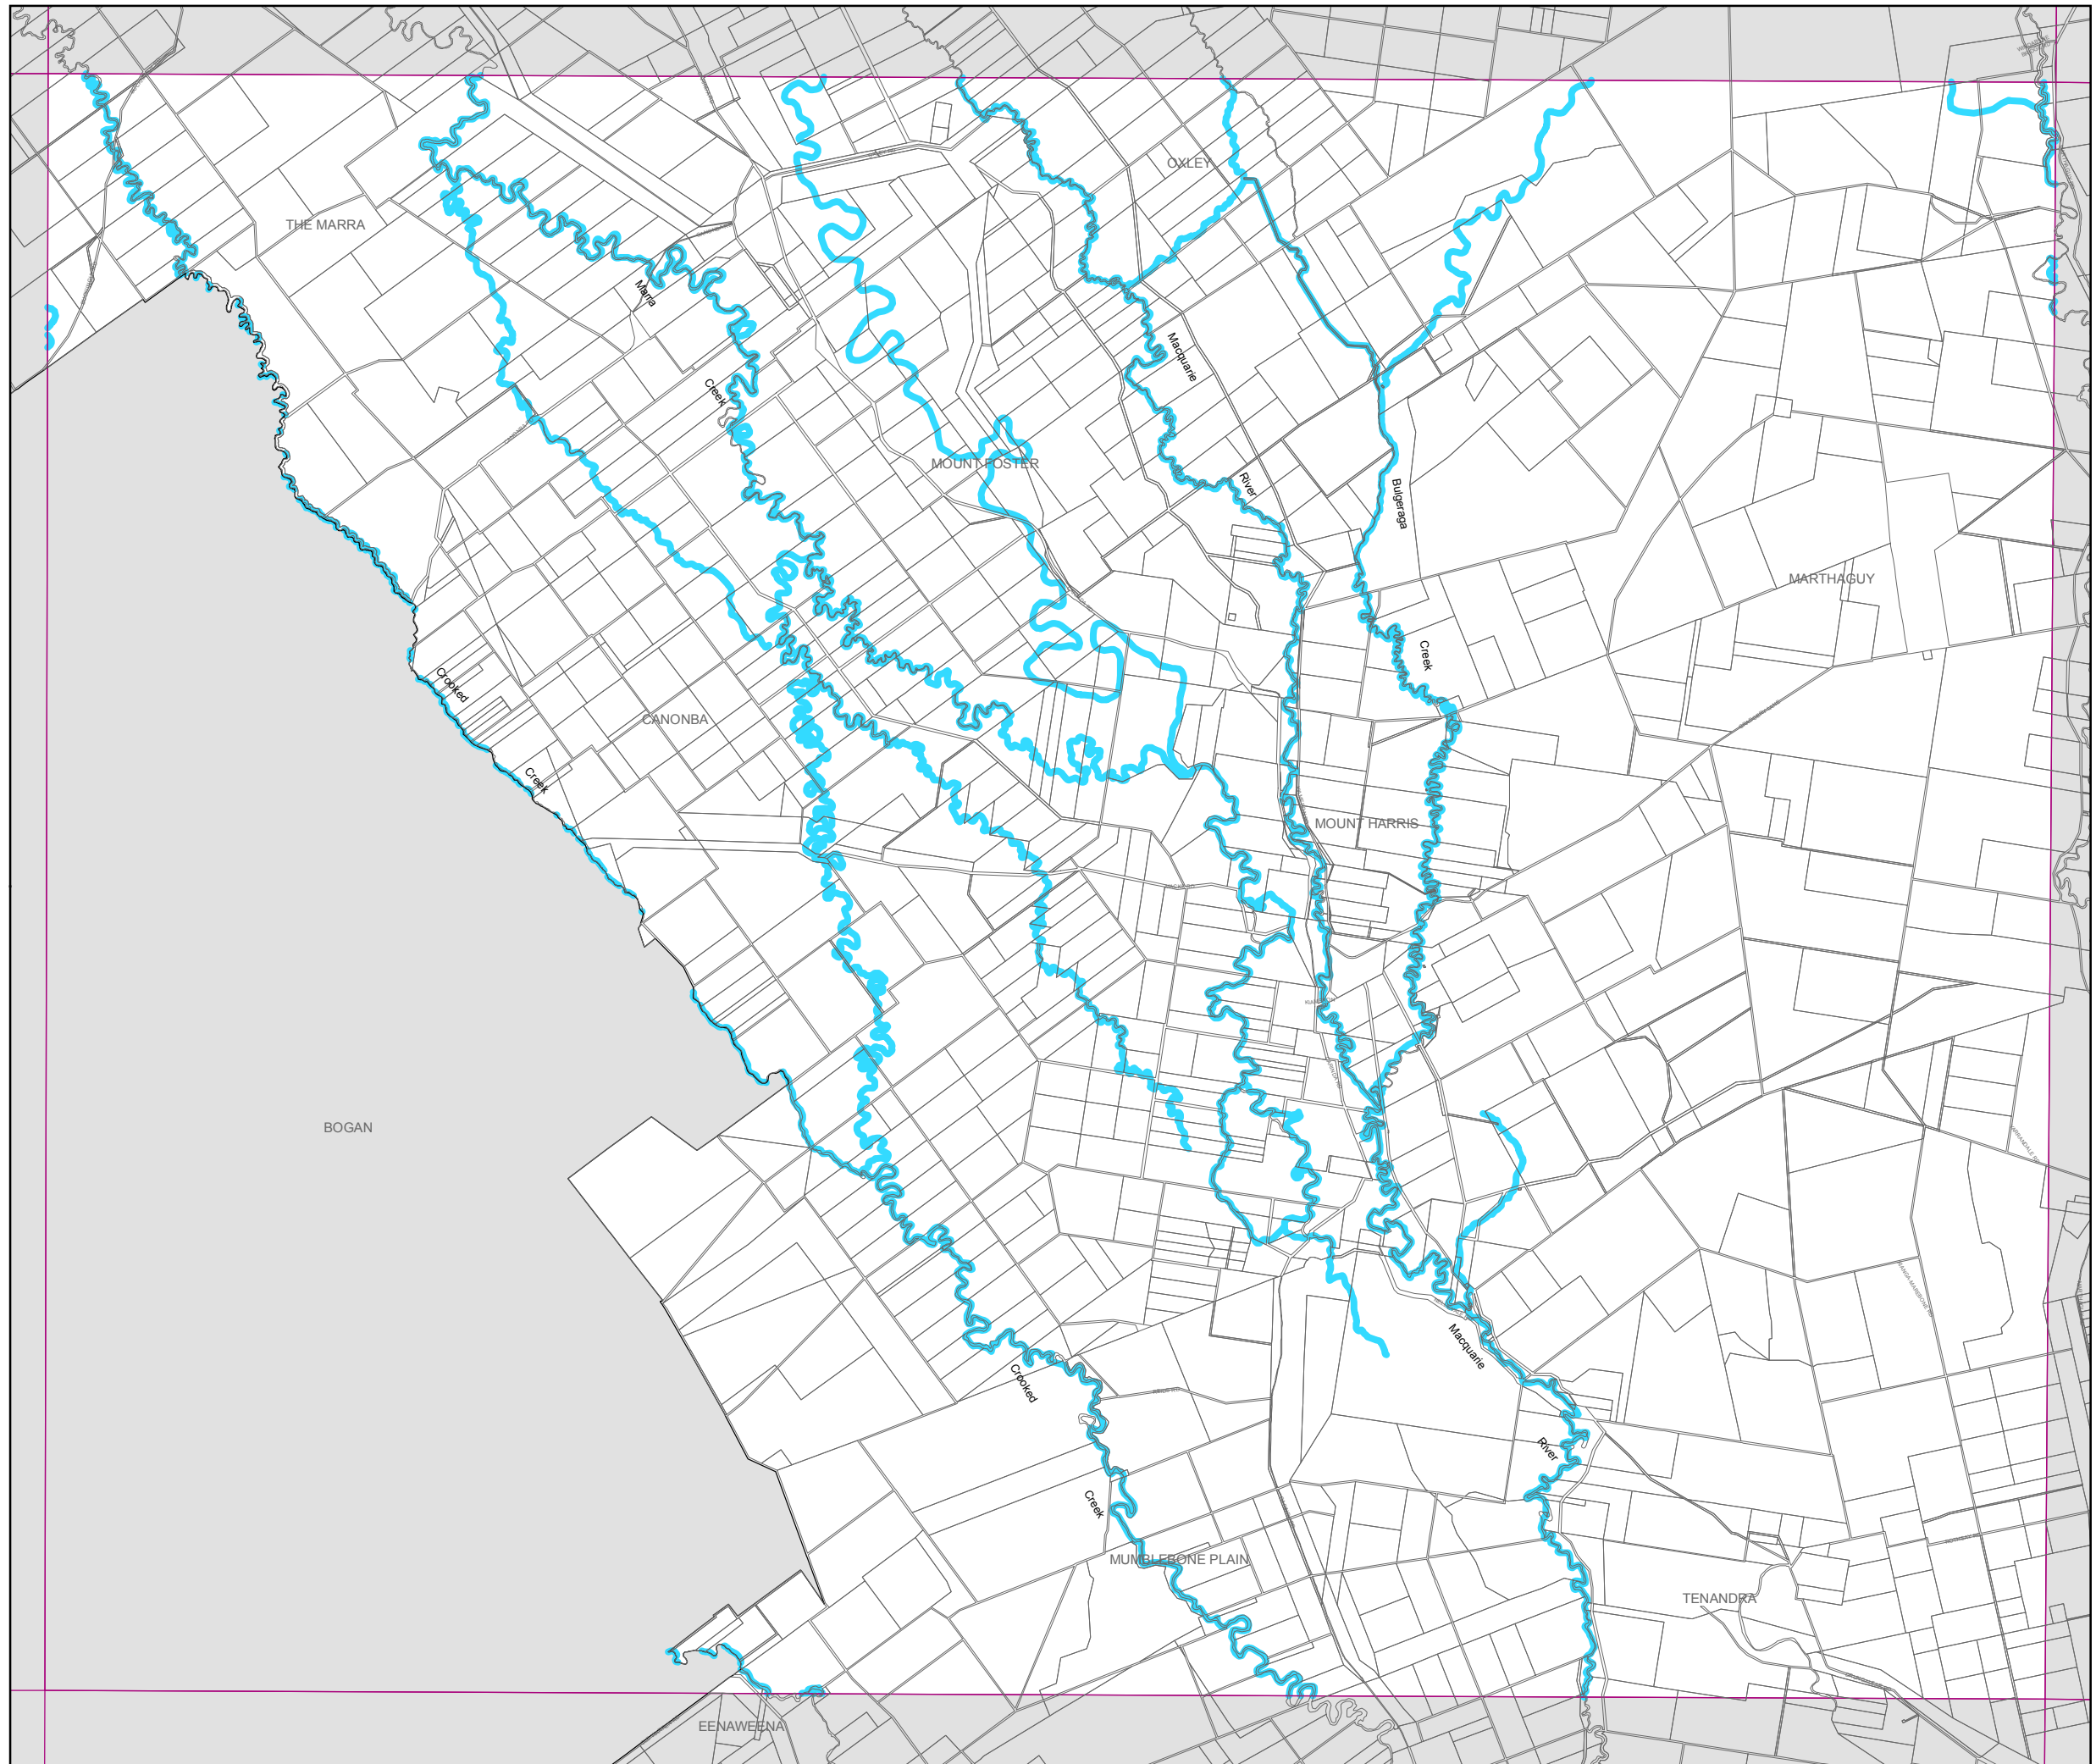 OXLEY
THE MARRA
Marra
Macquarie
Creek
MOUNT FOSTER
River
Bulgeraga
MARTHAGUY
Creek
Crooked
CANONBA
Creek
MOUNT HARRIS
BOGAN
Macquarie
Crooked
River
Creek
MUMBLEBONE PLAIN
TENANDRA
EENAWEENA